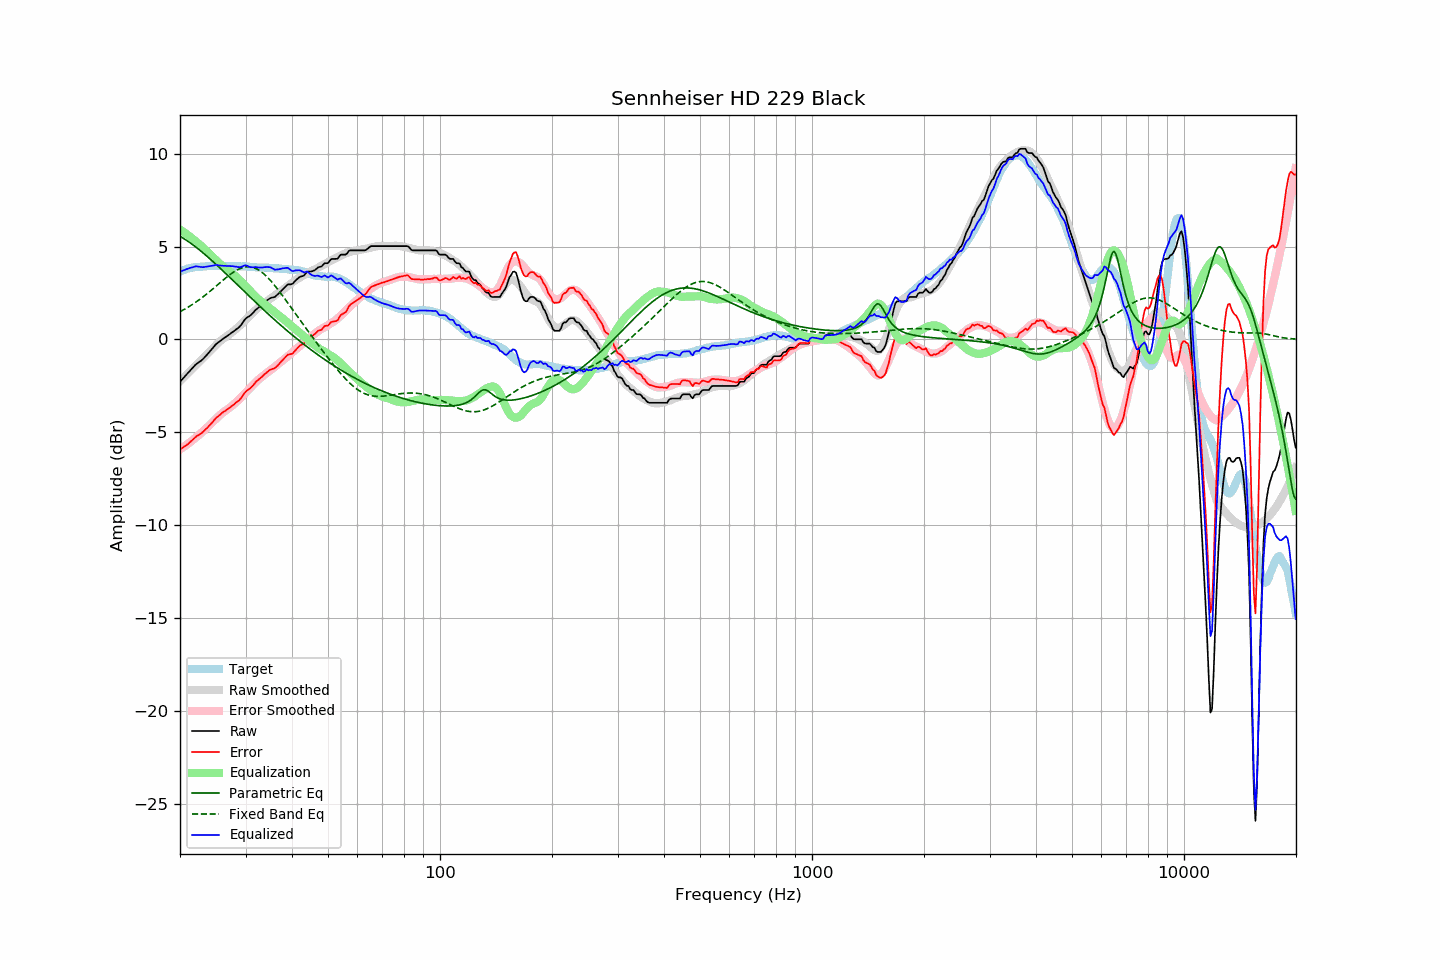 Sennheiser HD 229 Black
10
5
0
−5
−10
−15
−20
−25
Amplitude (dBr)
Target
Raw Smoothed
Error Smoothed
Raw
Error
Equalization
Parametric Eq
Fixed Band Eq
Equalized
100
1000
10000
Frequency (Hz)